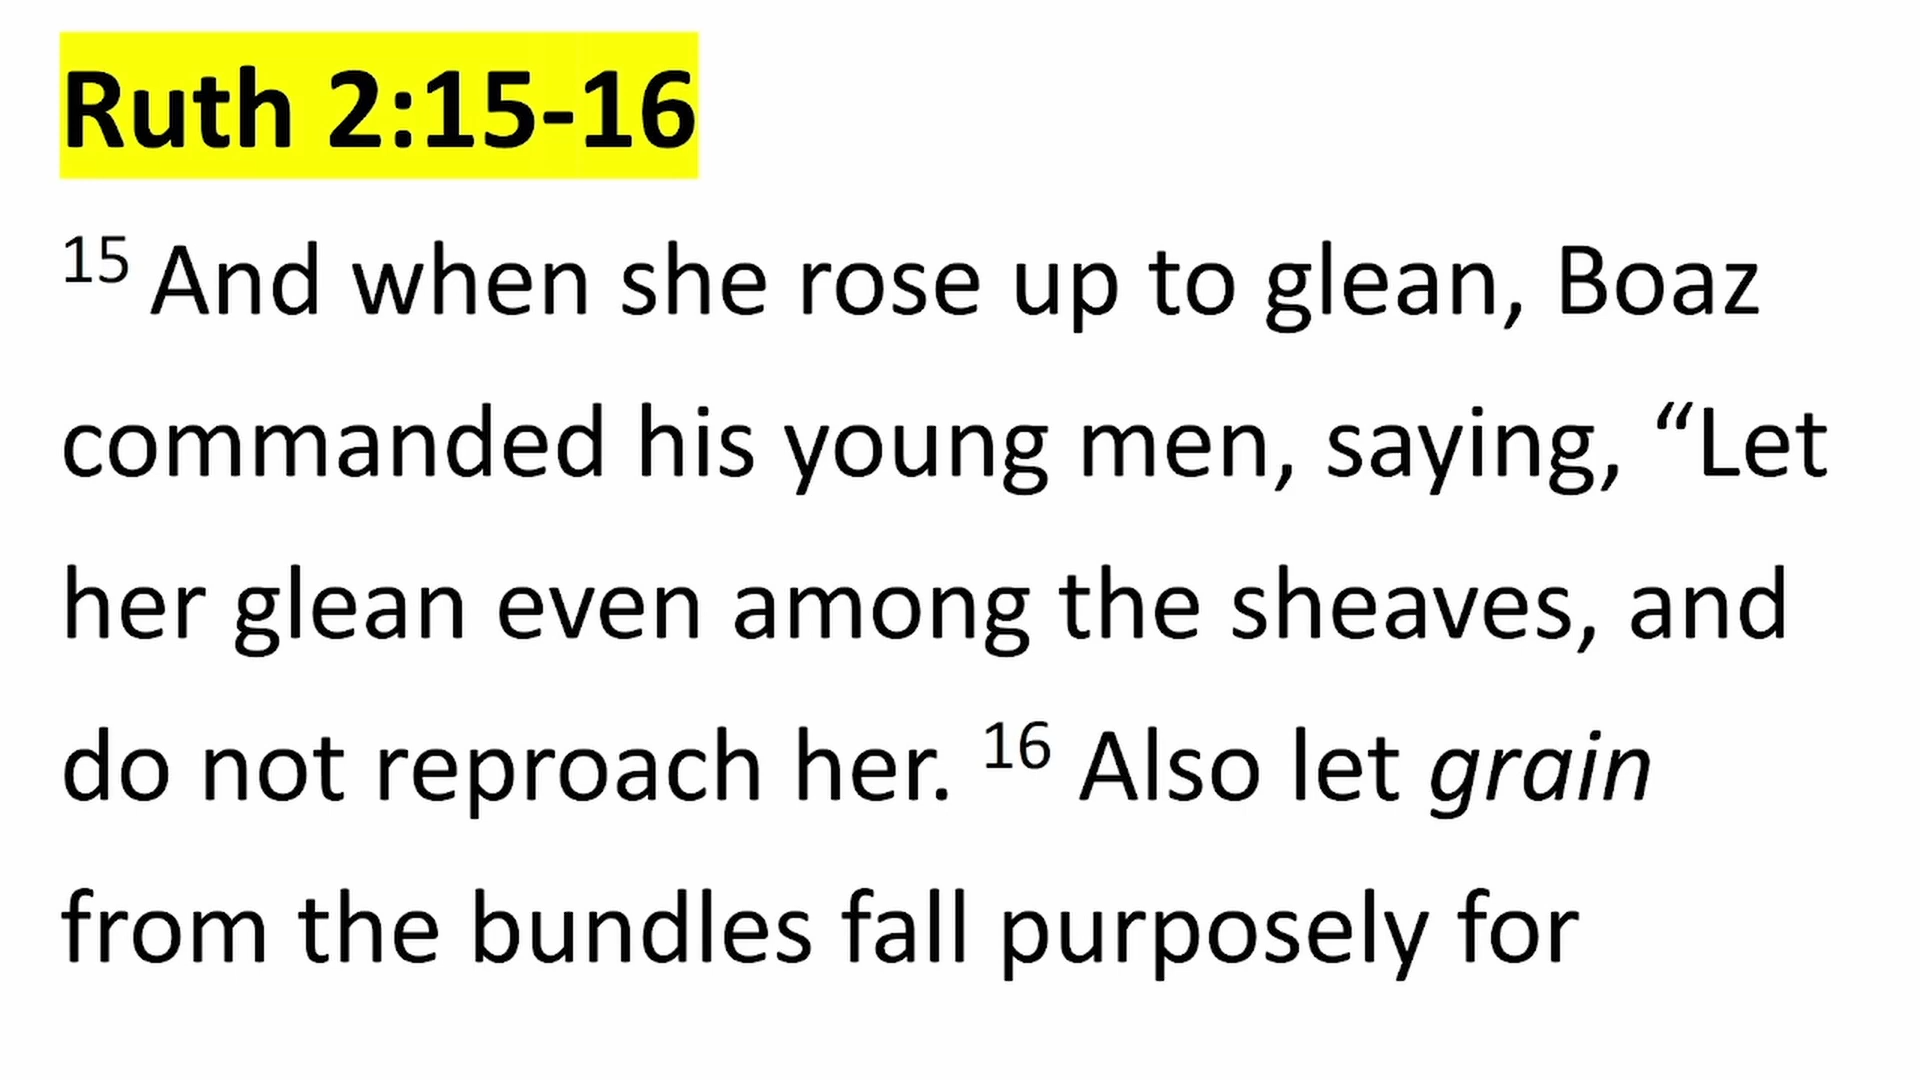 Ruth 2:15-16
15 And when she rose up to glean, Boaz
commanded his young men, saying, “Let
her glean even among the sheaves, and
do not reproach her. 16 Also let grain
from the bundles fall purposely for